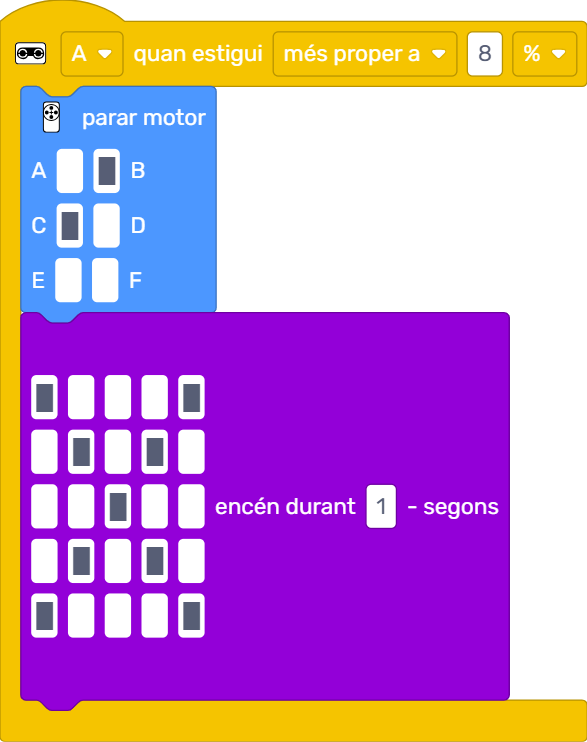 A quan estigui més proper a 8 %
parar motor
A B
C D
E F
encén durant 1 - segons